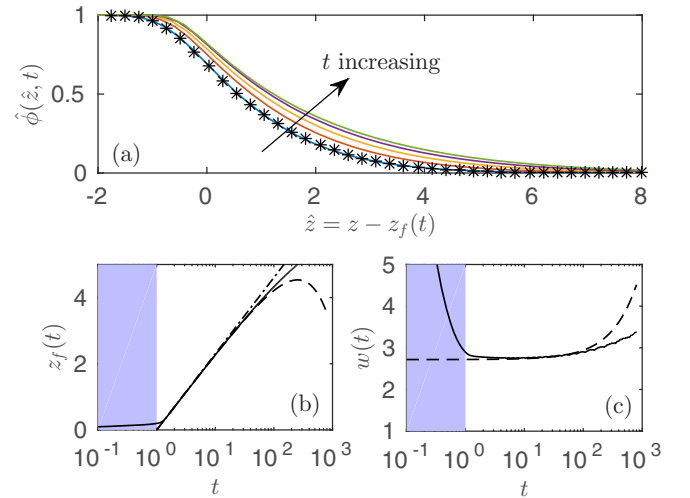 1
0.5
0
ϕ̂(ẑ, t)
t increasing
(a)
-2 0 2 4 6 8
ẑ = z − z_f(t)
4
2
0
z_f(t)
(b)
10^-1 10^0 10^1 10^2 10^3
t
5
4
3
2
1
w(t)
(c)
10^-1 10^0 10^1 10^2 10^3
t